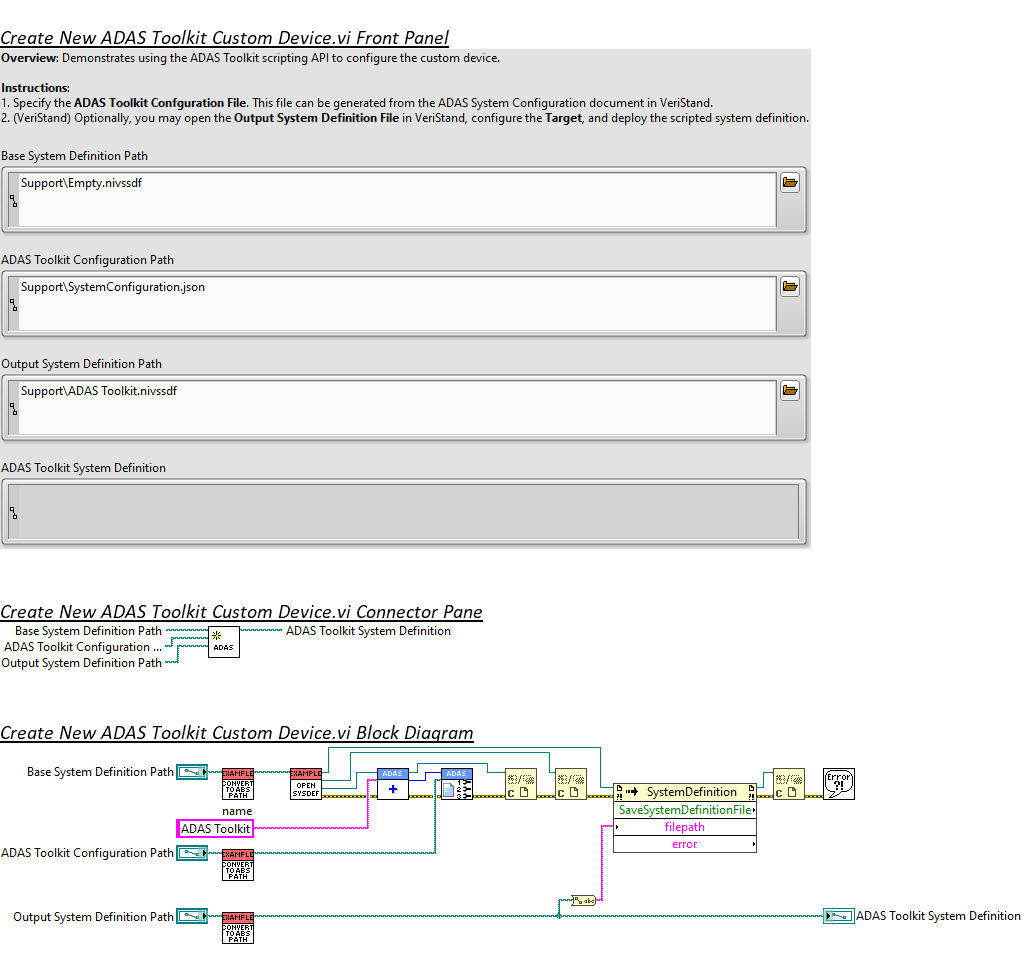 Create New ADAS Toolkit Custom Device.vi Front Panel
Overview: Demonstrates using the ADAS Toolkit scripting API to configure the custom device.
Instructions:
1. Specify the ADAS Toolkit Confguration File. This file can be generated from the ADAS System Configuration document in VeriStand.
2. (VeriStand) Optionally, you may open the Output System Definition File in VeriStand, configure the Target, and deploy the scripted system definition.
Base System Definition Path
Support\Empty.nivssdf
ADAS Toolkit Configuration Path
Support\SystemConfiguration.json
Output System Definition Path
Support\ADAS Toolkit.nivssdf
ADAS Toolkit System Definition
Create New ADAS Toolkit Custom Device.vi Connector Pane
Base System Definition Path
ADAS Toolkit Configuration ...
Output System Definition Path
ADAS
ADAS Toolkit System Definition
Create New ADAS Toolkit Custom Device.vi Block Diagram
Base System Definition Path
EXAMPLE
CONVERT
TO ABS
PATH
EXAMPLE
OPEN
SYSDEF
ADAS
+
ADAS
1
2
3
C
C
SystemDefinition
SaveSystemDefinitionFile
filepath
error
C
Error
?!
name
ADAS Toolkit
ADAS Toolkit Configuration Path
EXAMPLE
CONVERT
TO ABS
PATH
Output System Definition Path
EXAMPLE
CONVERT
TO ABS
PATH
abc
ADAS Toolkit System Definition